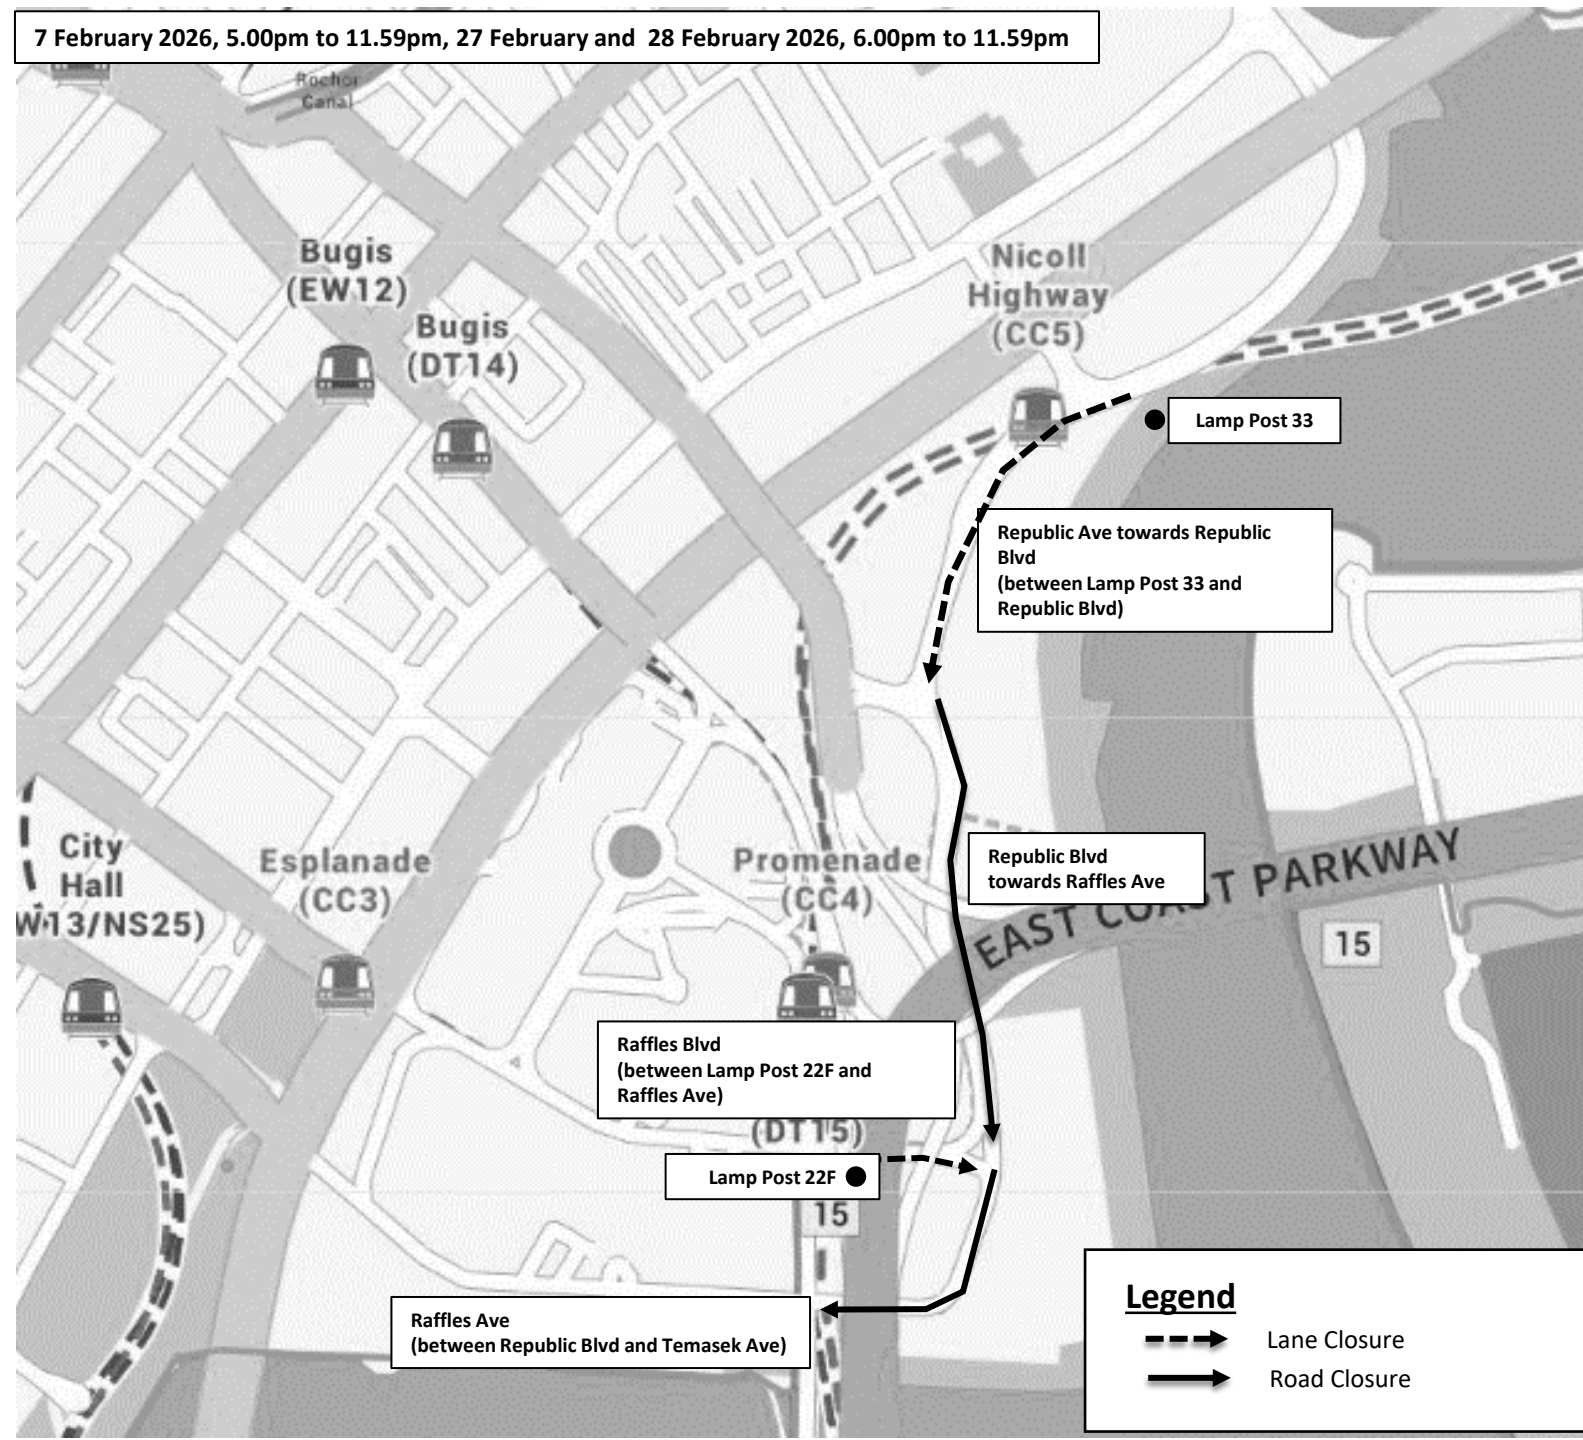 7 February 2026, 5.00pm to 11.59pm, 27 February and 28 February 2026, 6.00pm to 11.59pm
Rochor
Canal
Bugis
(EW12)
Bugis
(DT14)
Nicoll
Highway
(CC5)
Lamp Post 33
Republic Ave towards Republic
Blvd
(between Lamp Post 33 and
Republic Blvd)
City
Hall
W13/NS25)
Esplanade
(CC3)
Promenade
(CC4)
Republic Blvd
towards Raffles Ave
EAST COAST PARKWAY
15
Raffles Blvd
(between Lamp Post 22F and
Raffles Ave)
(DT15)
Lamp Post 22F
15
Raffles Ave
(between Republic Blvd and Temasek Ave)
Legend
Lane Closure
Road Closure